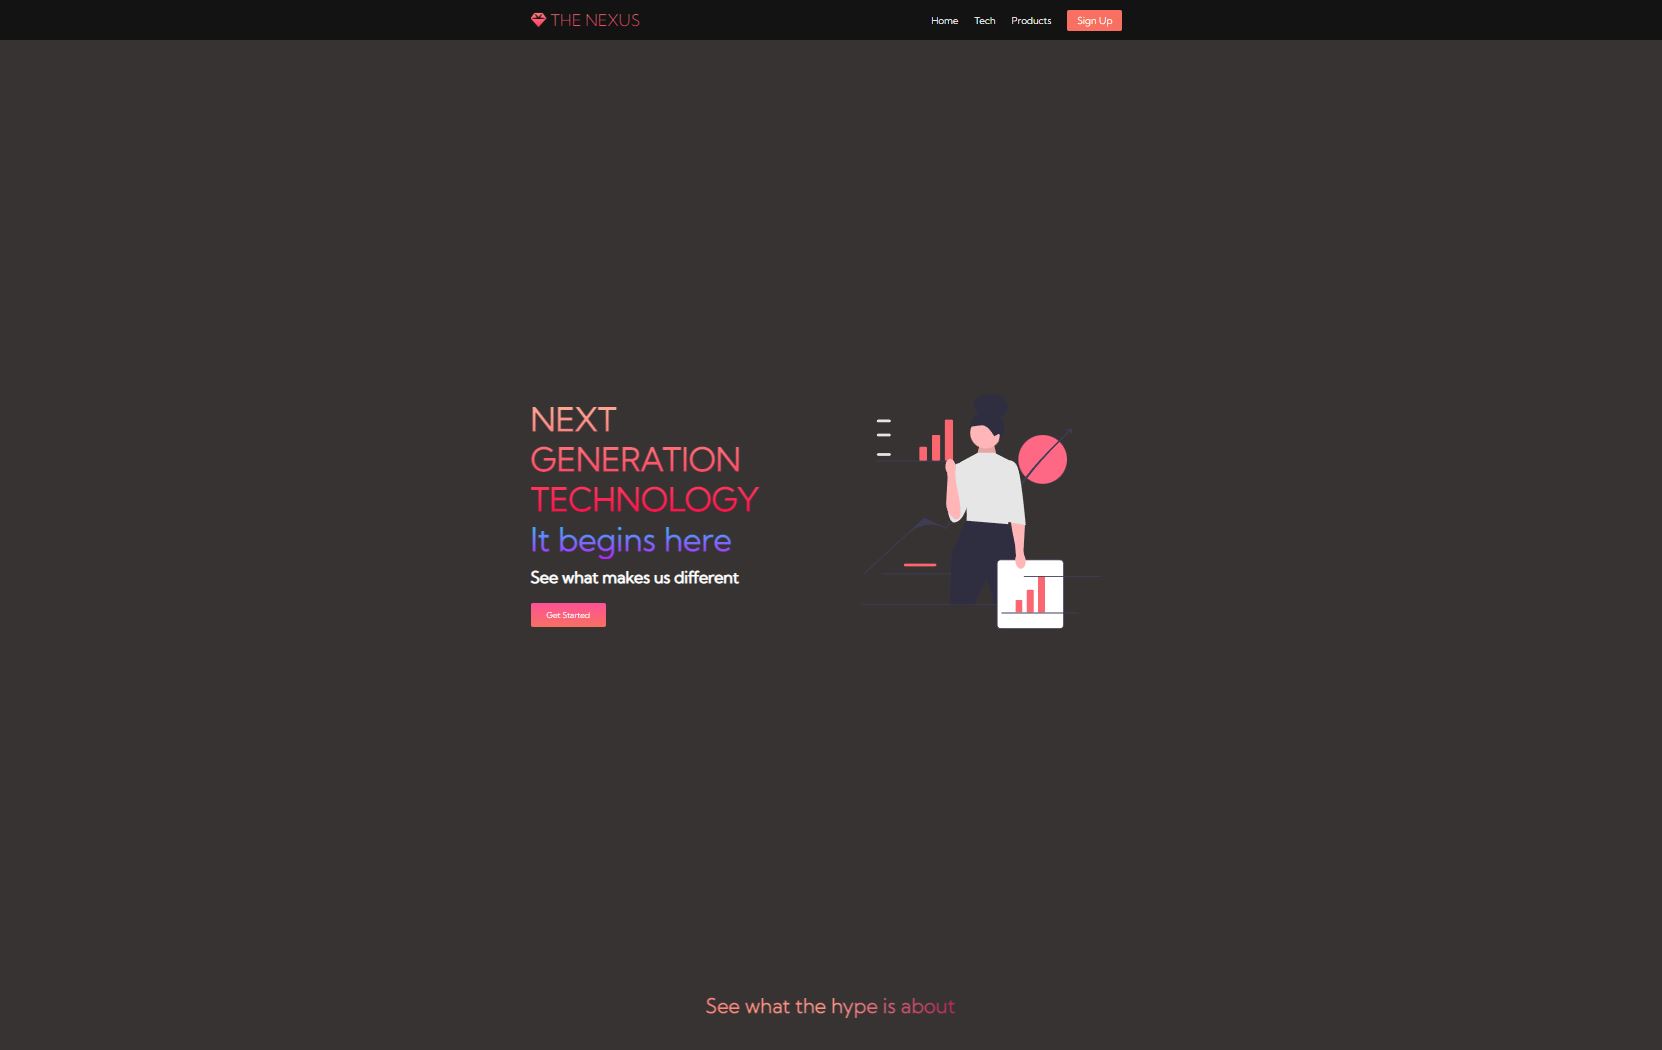 THE NEXUS
Home Tech Products Sign Up
NEXT
GENERATION
TECHNOLOGY
It begins here
See what makes us different
Get Started
See what the hype is about